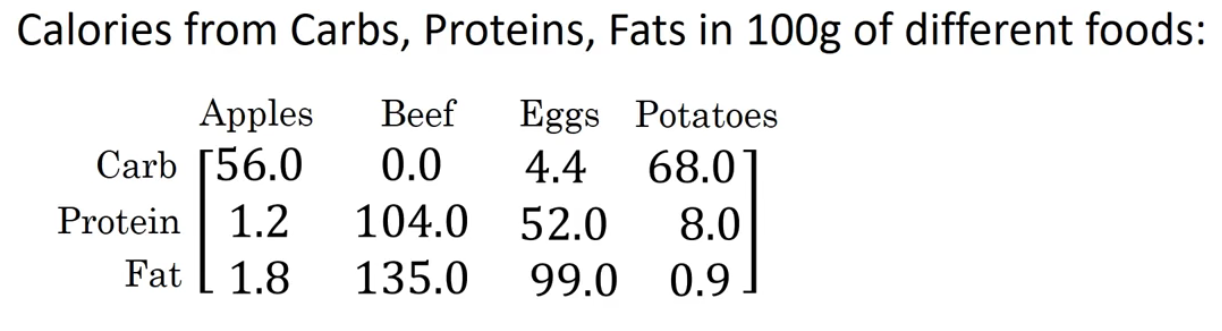 Calories from Carbs, Proteins, Fats in 100g of different foods:
Apples Beef Eggs Potatoes
Carb 56.0 0.0 4.4 68.0
Protein 1.2 104.0 52.0 8.0
Fat 1.8 135.0 99.0 0.9